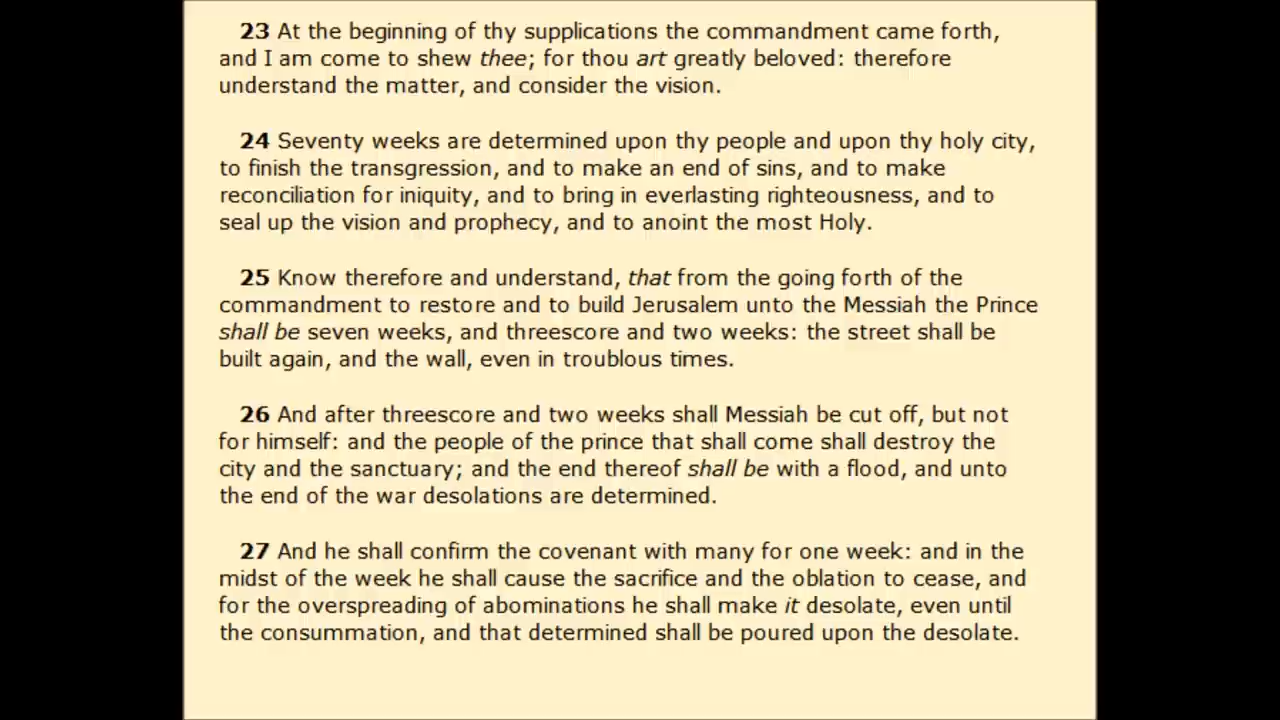 23 At the beginning of thy supplications the commandment came forth,
and I am come to shew thee; for thou art greatly beloved: therefore
understand the matter, and consider the vision.
24 Seventy weeks are determined upon thy people and upon thy holy city,
to finish the transgression, and to make an end of sins, and to make
reconciliation for iniquity, and to bring in everlasting righteousness, and to
seal up the vision and prophecy, and to anoint the most Holy.
25 Know therefore and understand, that from the going forth of the
commandment to restore and to build Jerusalem unto the Messiah the Prince
shall be seven weeks, and threescore and two weeks: the street shall be
built again, and the wall, even in troublous times.
26 And after threescore and two weeks shall Messiah be cut off, but not
for himself: and the people of the prince that shall come shall destroy the
city and the sanctuary; and the end thereof shall be with a flood, and unto
the end of the war desolations are determined.
27 And he shall confirm the covenant with many for one week: and in the
midst of the week he shall cause the sacrifice and the oblation to cease, and
for the overspreading of abominations he shall make it desolate, even until
the consummation, and that determined shall be poured upon the desolate.